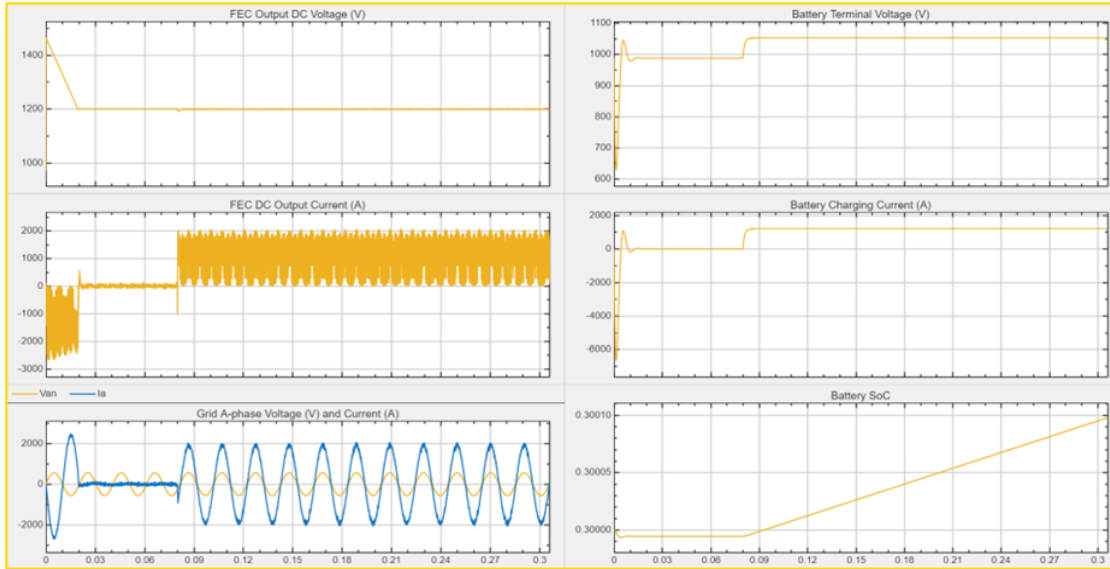 FEC Output DC Voltage (V)
1400
1200
1000
FEC DC Output Current (A)
2000
1000
0
-1000
-2000
-3000
Van Ia
Grid A-phase Voltage (V) and Current (A)
2000
0
-2000
0 0.03 0.06 0.09 0.12 0.15 0.18 0.21 0.24 0.27 0.3
Battery Terminal Voltage (V)
1100
1000
900
800
700
600
Battery Charging Current (A)
2000
0
-2000
-4000
-6000
Battery SoC
0.30010
0.30005
0.30000
0 0.03 0.06 0.09 0.12 0.15 0.18 0.21 0.24 0.27 0.3